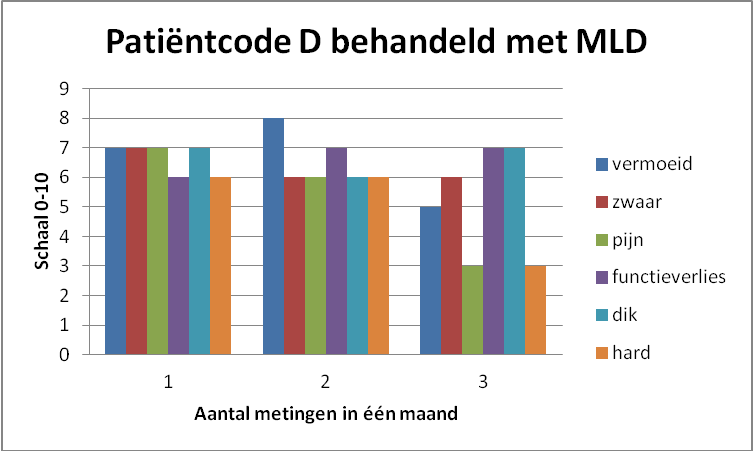 Patiëntcode D behandeld met MLD
Schaal 0-10
9
8
7
6
5
4
3
2
1
0
1 2 3
Aantal metingen in één maand
vermoeid
zwaar
pijn
functieverlies
dik
hard